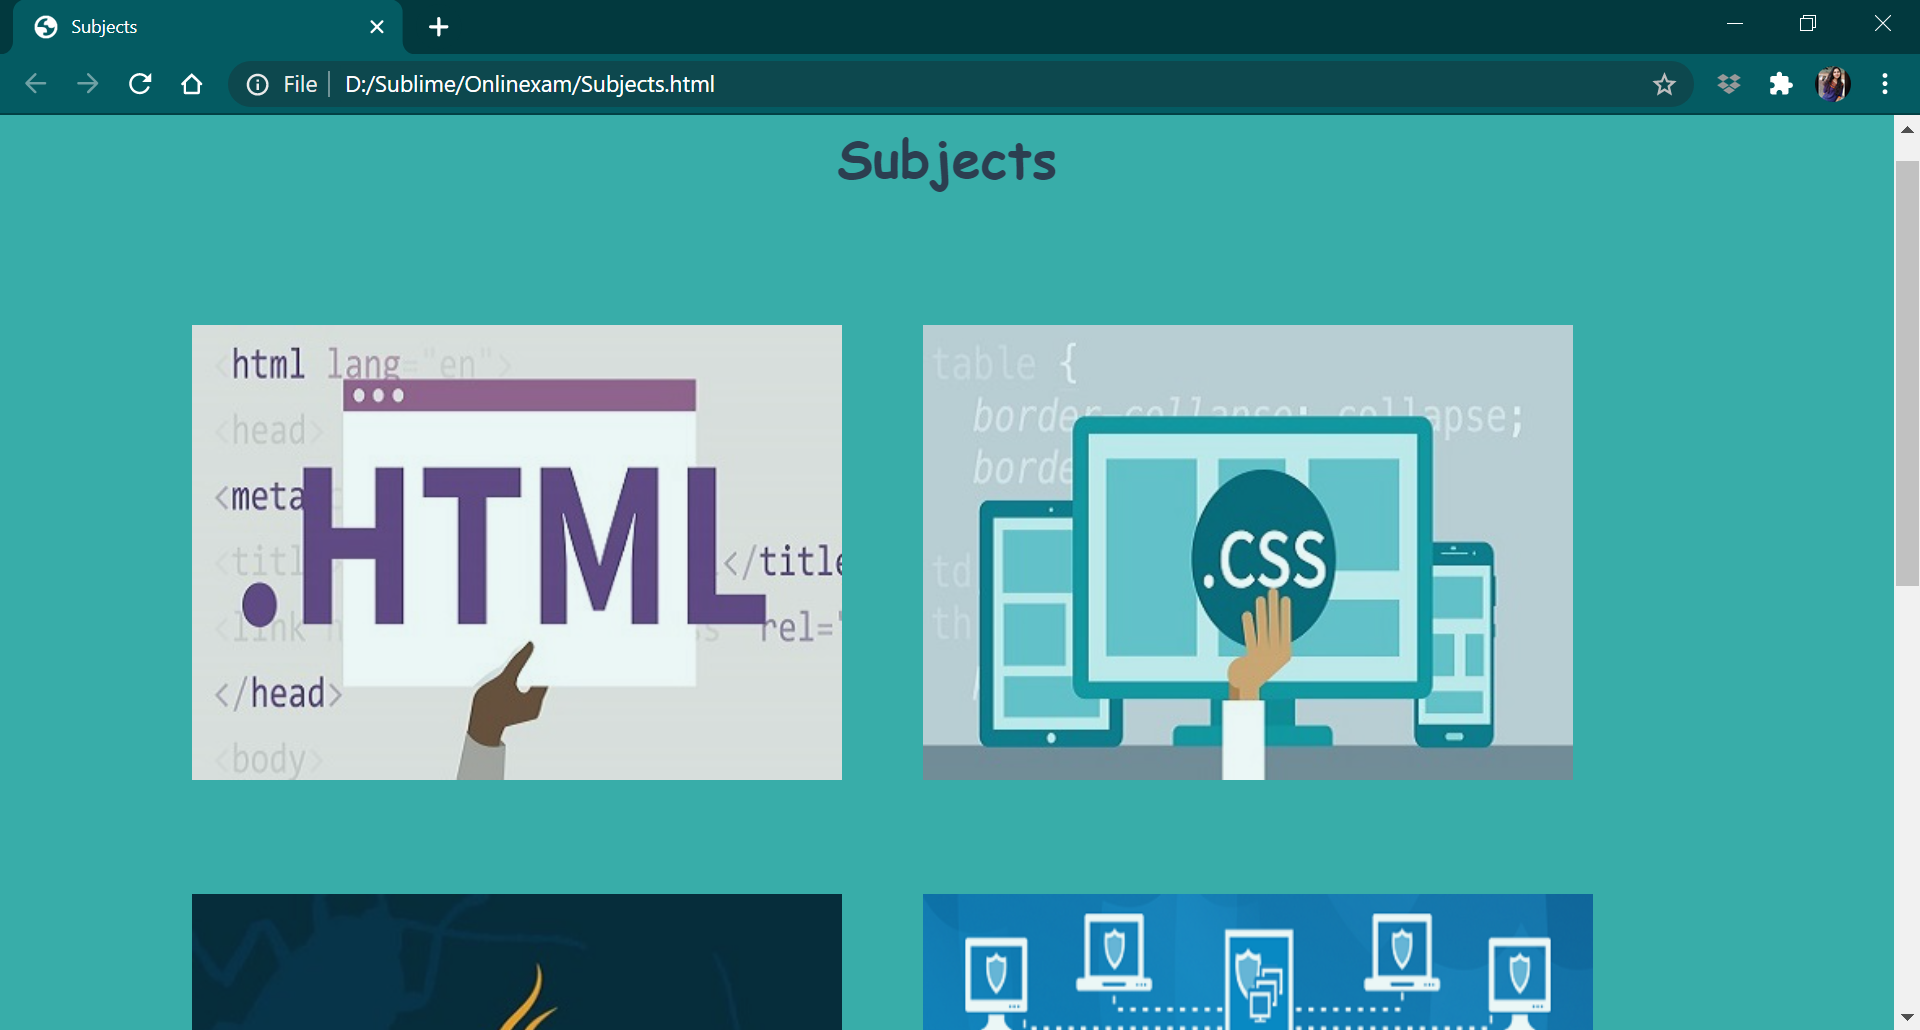 Subjects
File
D:/Sublime/Onlinexam/Subjects.html
Subjects
<html lang="en">
<head>
<meta
.HTML
</title
rel="
</head>
<body>
table {
border-collapse: collapse;
td
th
.CSS